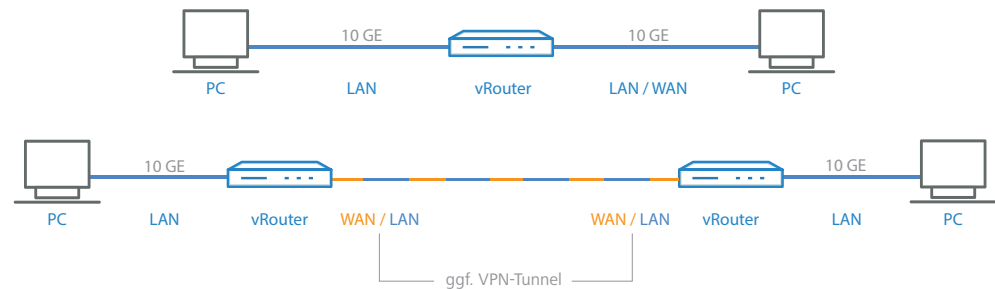 10 GE 10 GE
PC LAN vRouter LAN / WAN PC
10 GE 10 GE
PC LAN vRouter WAN / LAN WAN / LAN vRouter LAN PC
ggf. VPN-Tunnel